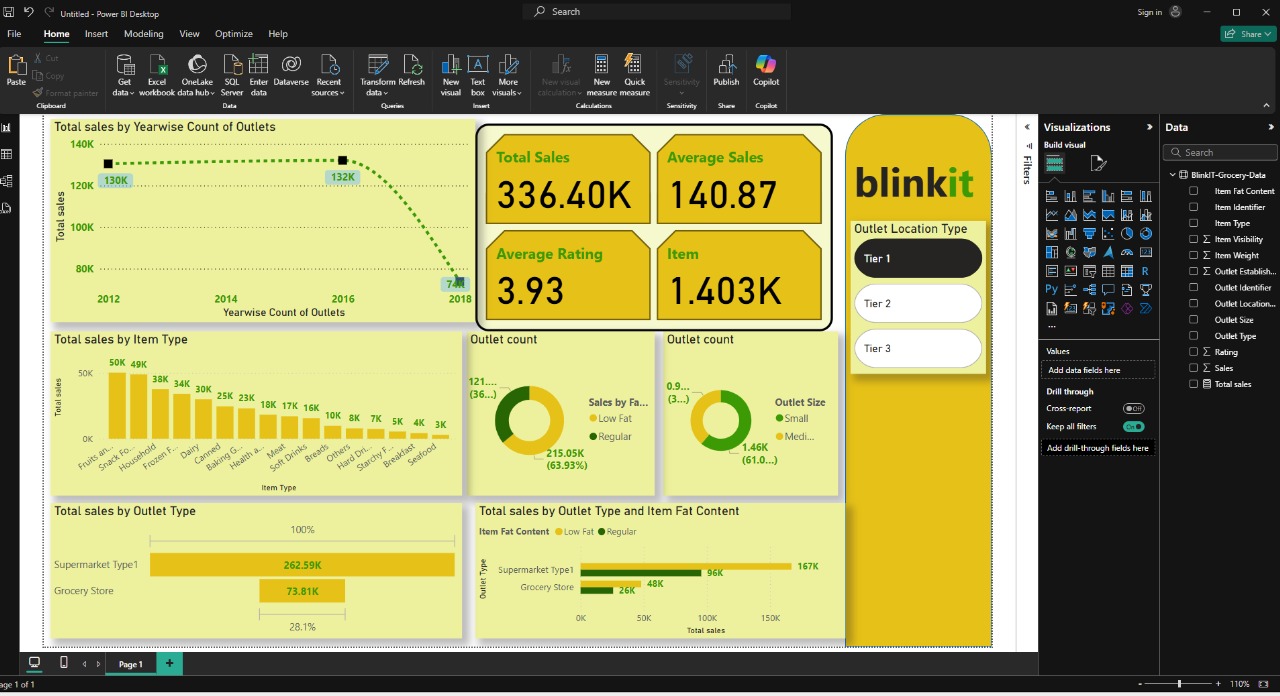 Untitled - Power BI Desktop
Search
Sign in
File Home Insert Modeling View Optimize Help
Share
Paste
Cut
Copy
Format painter
Clipboard
Get data
Excel workbook
OneLake data hub
SQL Server
Enter data
Dataverse
Recent sources
Data
Transform data
Refresh
Queries
New visual
Text box
More visuals
Insert
New visual calculation
New measure
Quick measure
Calculations
Sensitivity
Sensitivity
Publish
Share
Copilot
Copilot
Total sales by Yearwise Count of Outlets
140K
120K
100K
80K
Total sales
130K
132K
2012 2014 2016 2018
Yearwise Count of Outlets
Total Sales
336.40K
Average Sales
140.87
Average Rating
3.93
Item
1.403K
blinkit
Outlet Location Type
Tier 1
Tier 2
Tier 3
Total sales by Item Type
50K
0K
Total sales
50K 49K 38K 34K 30K 25K 23K 18K 17K 16K 10K 8K 7K 5K 4K 3K
Fruits an... Snack Fo... Household Frozen F... Dairy Canned Baking G... Health a... Meat Soft Drinks Breads Others Hard Dri... Starchy F... Breakfast Seafood
Item Type
Outlet count
121....
(36...)
215.05K
(63.93%)
Sales by Fa...
Low Fat
Regular
Outlet count
0.9...
(3...)
1.46K
(61.0...)
Outlet Size
Small
Medi...
Total sales by Outlet Type
100%
Supermarket Type1
262.59K
Grocery Store
73.81K
28.1%
Total sales by Outlet Type and Item Fat Content
Item Fat Content Low Fat Regular
Outlet Type
Supermarket Type1
167K
96K
Grocery Store
48K
26K
0K 50K 100K 150K
Total sales
Filters
Visualizations
Build visual
Values
Add data fields here
Drill through
Cross-report
Off
Keep all filters
On
Add drill-through fields here
Data
Search
BlinkIT-Grocery-Data
Item Fat Content
Item Identifier
Item Type
Item Visibility
Item Weight
Outlet Establish...
Outlet Identifier
Outlet Location...
Outlet Size
Outlet Type
Rating
Sales
Total sales
Page 1
age 1 of 1
110%